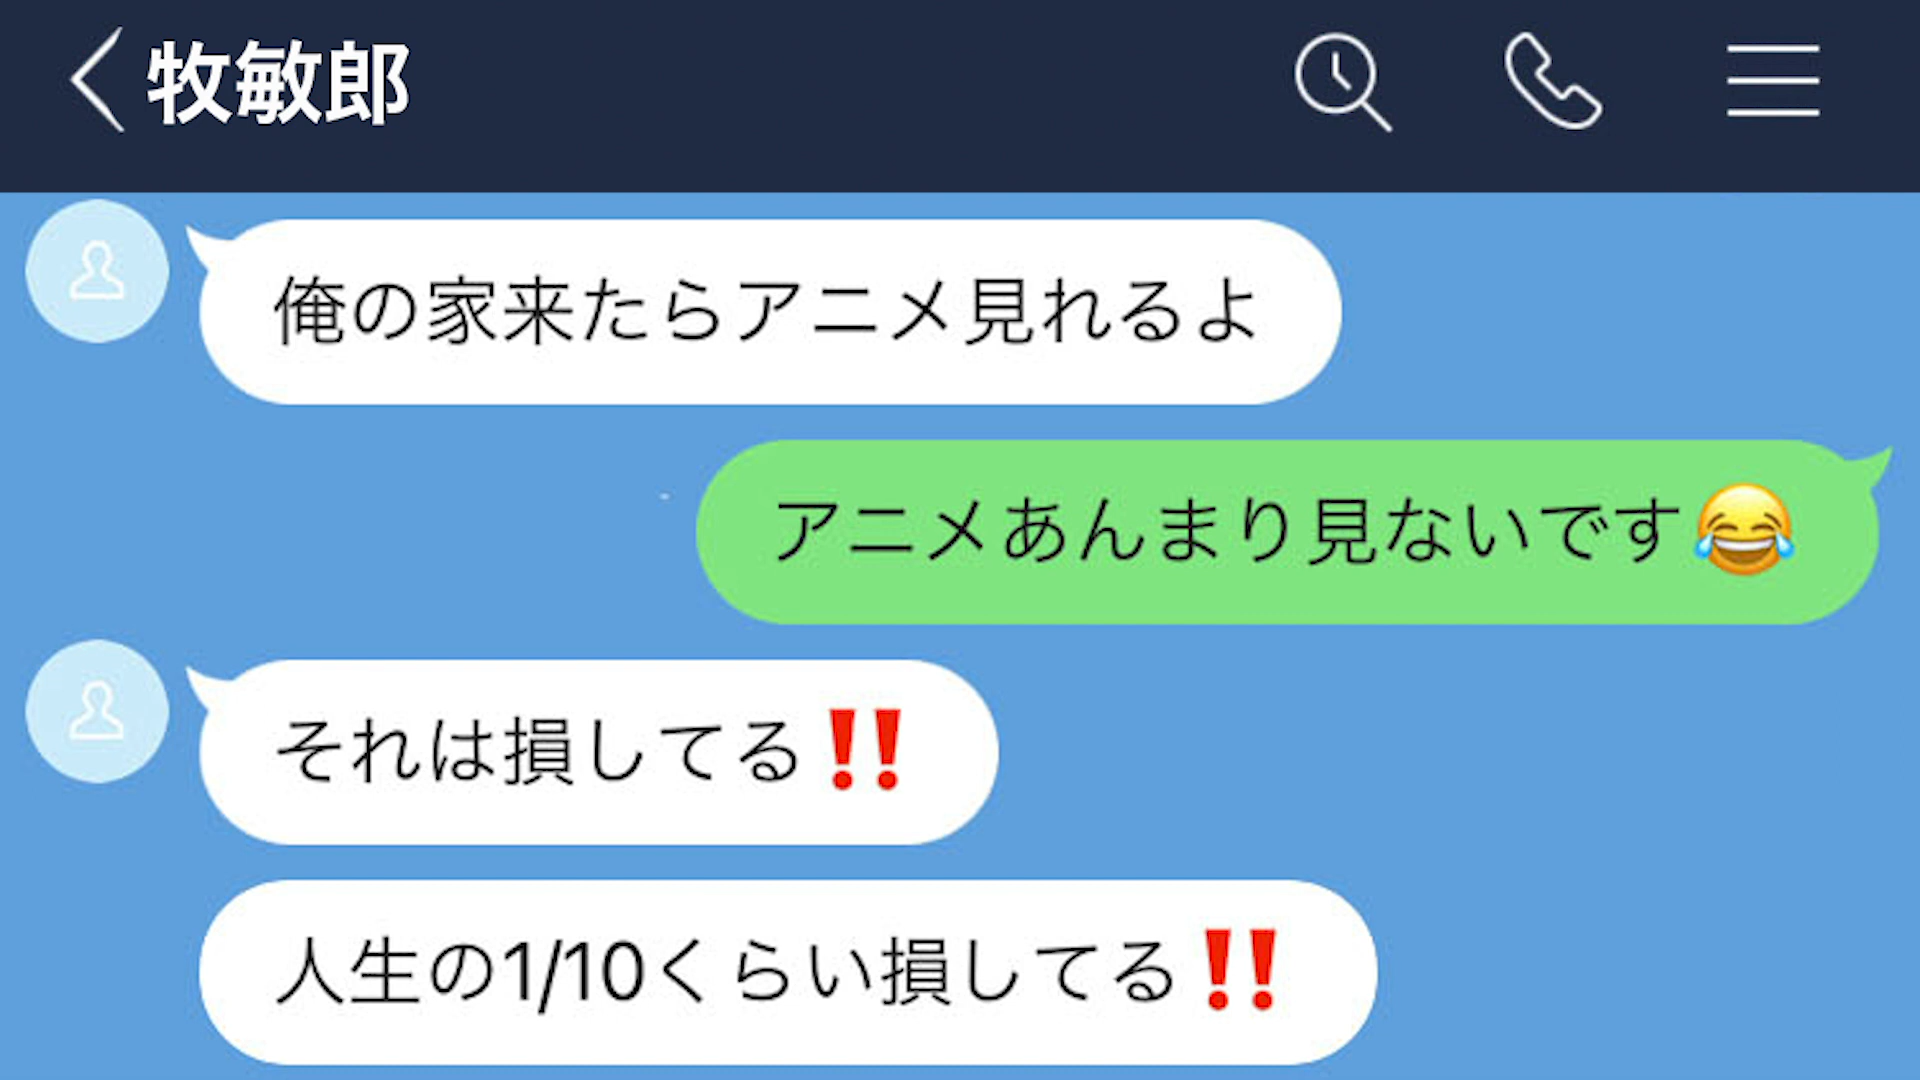 牧敏郎
俺の家来たらアニメ見れるよ
アニメあんまり見ないです😂
それは損してる‼️
人生の1/10くらい損してる‼️